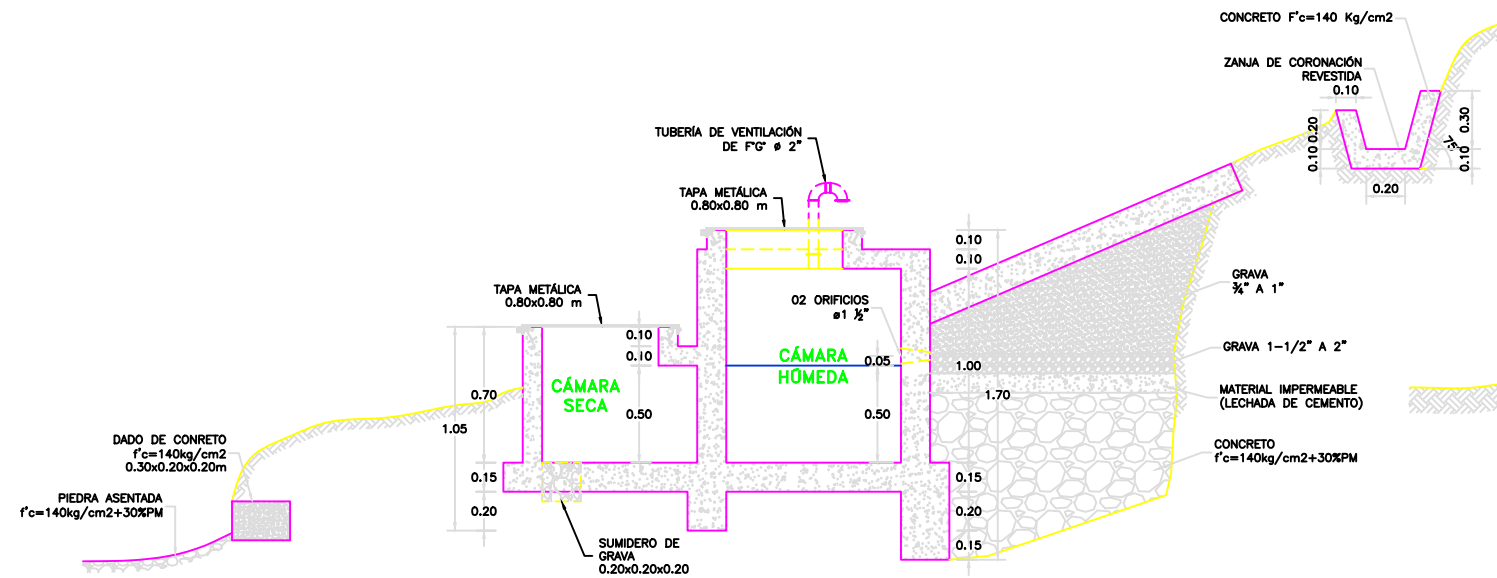 CONCRETO F'c=140 Kg/cm2
ZANJA DE CORONACIÓN
REVESTIDA
0.10
0.20
0.10
0.30
0.10
75°
0.20
TUBERÍA DE VENTILACIÓN
DE F'G° ø 2"
TAPA METÁLICA
0.80x0.80 m
0.10
0.10
TAPA METÁLICA
0.80x0.80 m
02 ORIFICIOS
ø1 ½"
GRAVA
¾" A 1"
0.10
0.10
CÁMARA
HÚMEDA
0.05
1.00
GRAVA 1-1/2" A 2"
CÁMARA
SECA
0.70
1.05
0.50
0.50
1.70
MATERIAL IMPERMEABLE
(LECHADA DE CEMENTO)
DADO DE CONRETO
f'c=140kg/cm2
0.30x0.20x0.20m
CONCRETO
f'c=140kg/cm2+30%PM
PIEDRA ASENTADA
f'c=140kg/cm2+30%PM
0.15
0.20
0.15
0.20
0.15
SUMIDERO DE
GRAVA
0.20x0.20x0.20